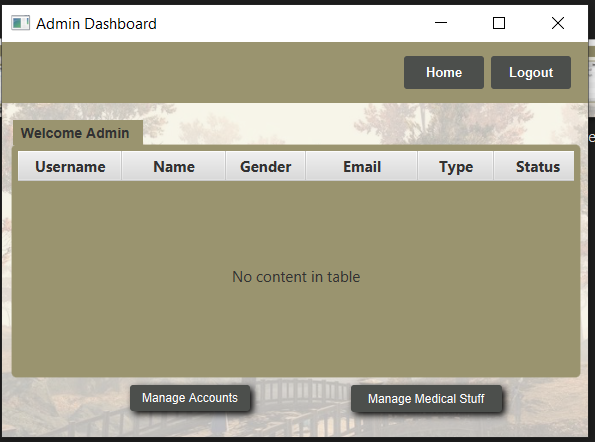 Admin Dashboard
Home Logout
Welcome Admin
Username Name Gender Email Type Status
No content in table
Manage Accounts Manage Medical Stuff